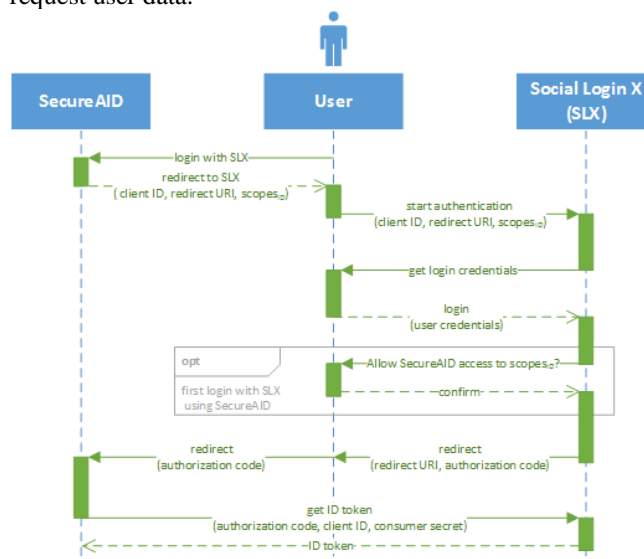 request user data.
SecureAID
User
Social Login X
(SLX)
login with SLX
redirect to SLX
( client ID, redirect URI, scopesID)
start authentication
(client ID, redirect URI, scopesID)
get login credentials
login
(user credentials)
opt
Allow SecureAID access to scopesID?
first login with SLX
using SecureAID
confirm
redirect
(authorization code)
redirect
(redirect URI, authorization code)
get ID token
(authorization code, client ID, consumer secret)
ID token